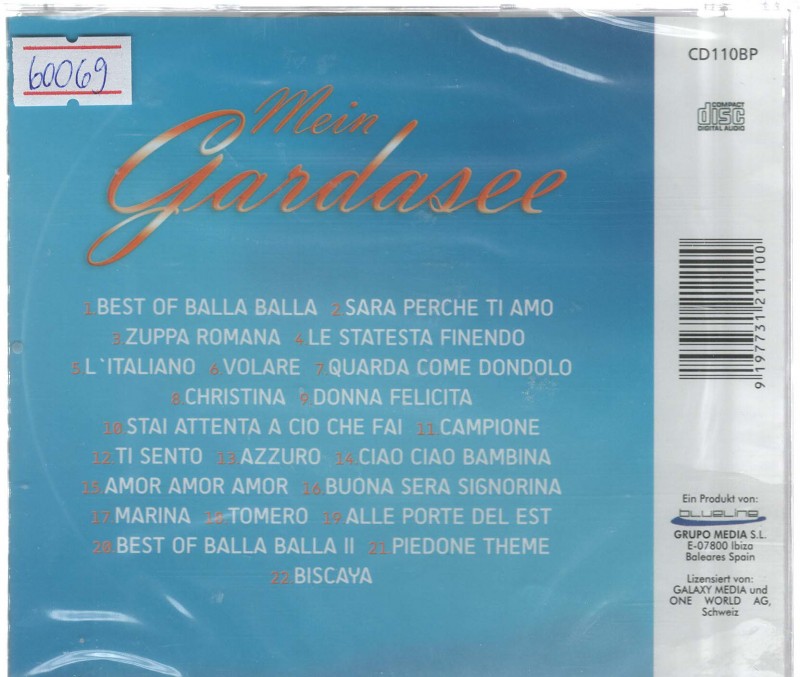 60069
Mein
Gardasee
1.BEST OF BALLA BALLA 2.SARA PERCHE TI AMO
3.ZUPPA ROMANA 4.LE STATESTA FINENDO
5.L`ITALIANO 6.VOLARE 7.QUARDA COME DONDOLO
8.CHRISTINA 9.DONNA FELICITA
10.STAI ATTENTA A CIO CHE FAI 11.CAMPIONE
12.TI SENTO 13.AZZURO 14.CIAO CIAO BAMBINA
15.AMOR AMOR AMOR 16.BUONA SERA SIGNORINA
17.MARINA 18.TOMERO 19.ALLE PORTE DEL EST
20.BEST OF BALLA BALLA II 21.PIEDONE THEME
22.BISCAYA
CD110BP
COMPACT
disc
DIGITAL AUDIO
9 197731 211100
Ein Produkt von:
blueline
GRUPO MEDIA S.L.
E-07800 Ibiza
Baleares Spain
Lizensiert von:
GALAXY MEDIA und
ONE WORLD AG,
Schweiz